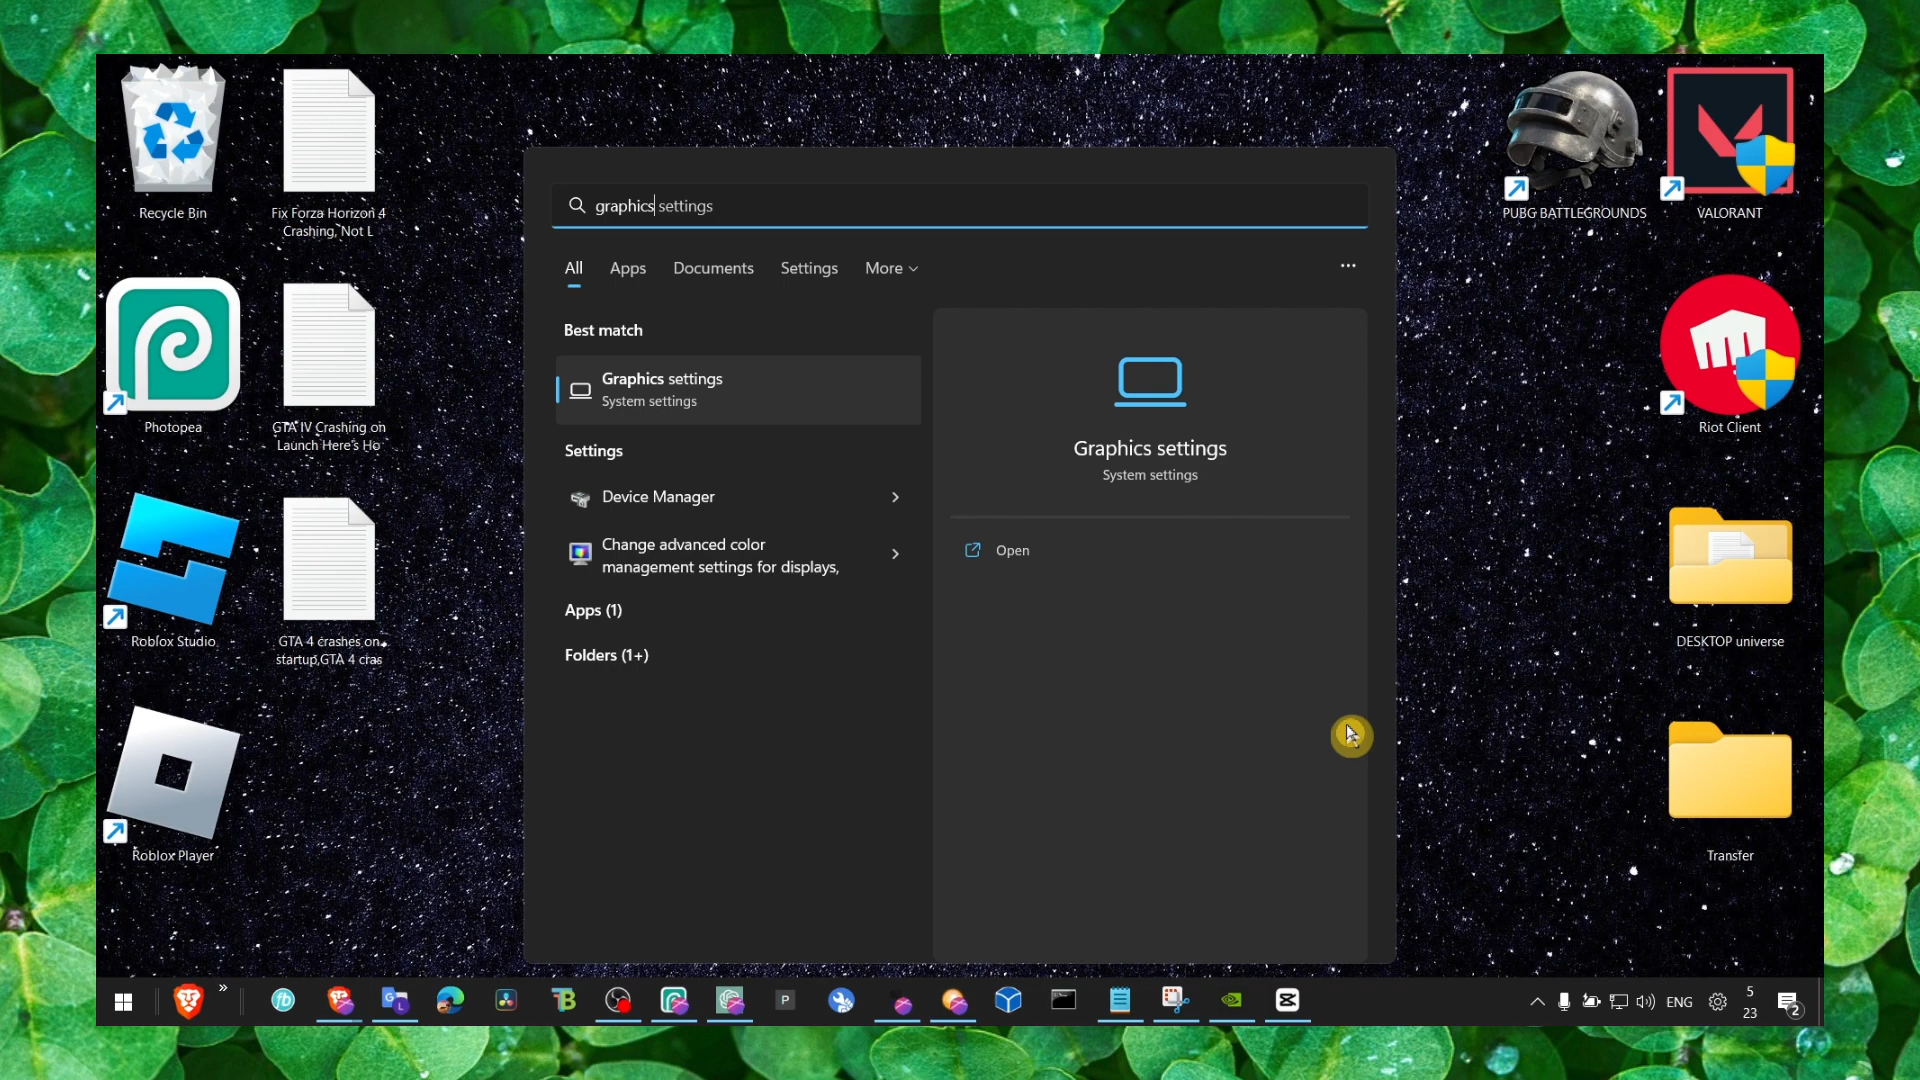 Recycle Bin
Fix Forza Horizon 4
Crashing, Not L
Photopea
GTA IV Crashing on
Launch Here's Ho
Roblox Studio
GTA 4 crashes on
startup,GTA 4 cras
Roblox Player
graphics settings
All Apps Documents Settings More
Best match
Graphics settings
System settings
Settings
Device Manager
Change advanced color
management settings for displays,
Apps (1)
Folders (1+)
Graphics settings
System settings
Open
PUBG BATTLEGROUNDS
VALORANT
Riot Client
DESKTOP universe
Transfer
fb
G
L
TB
P
ENG
5
23
2